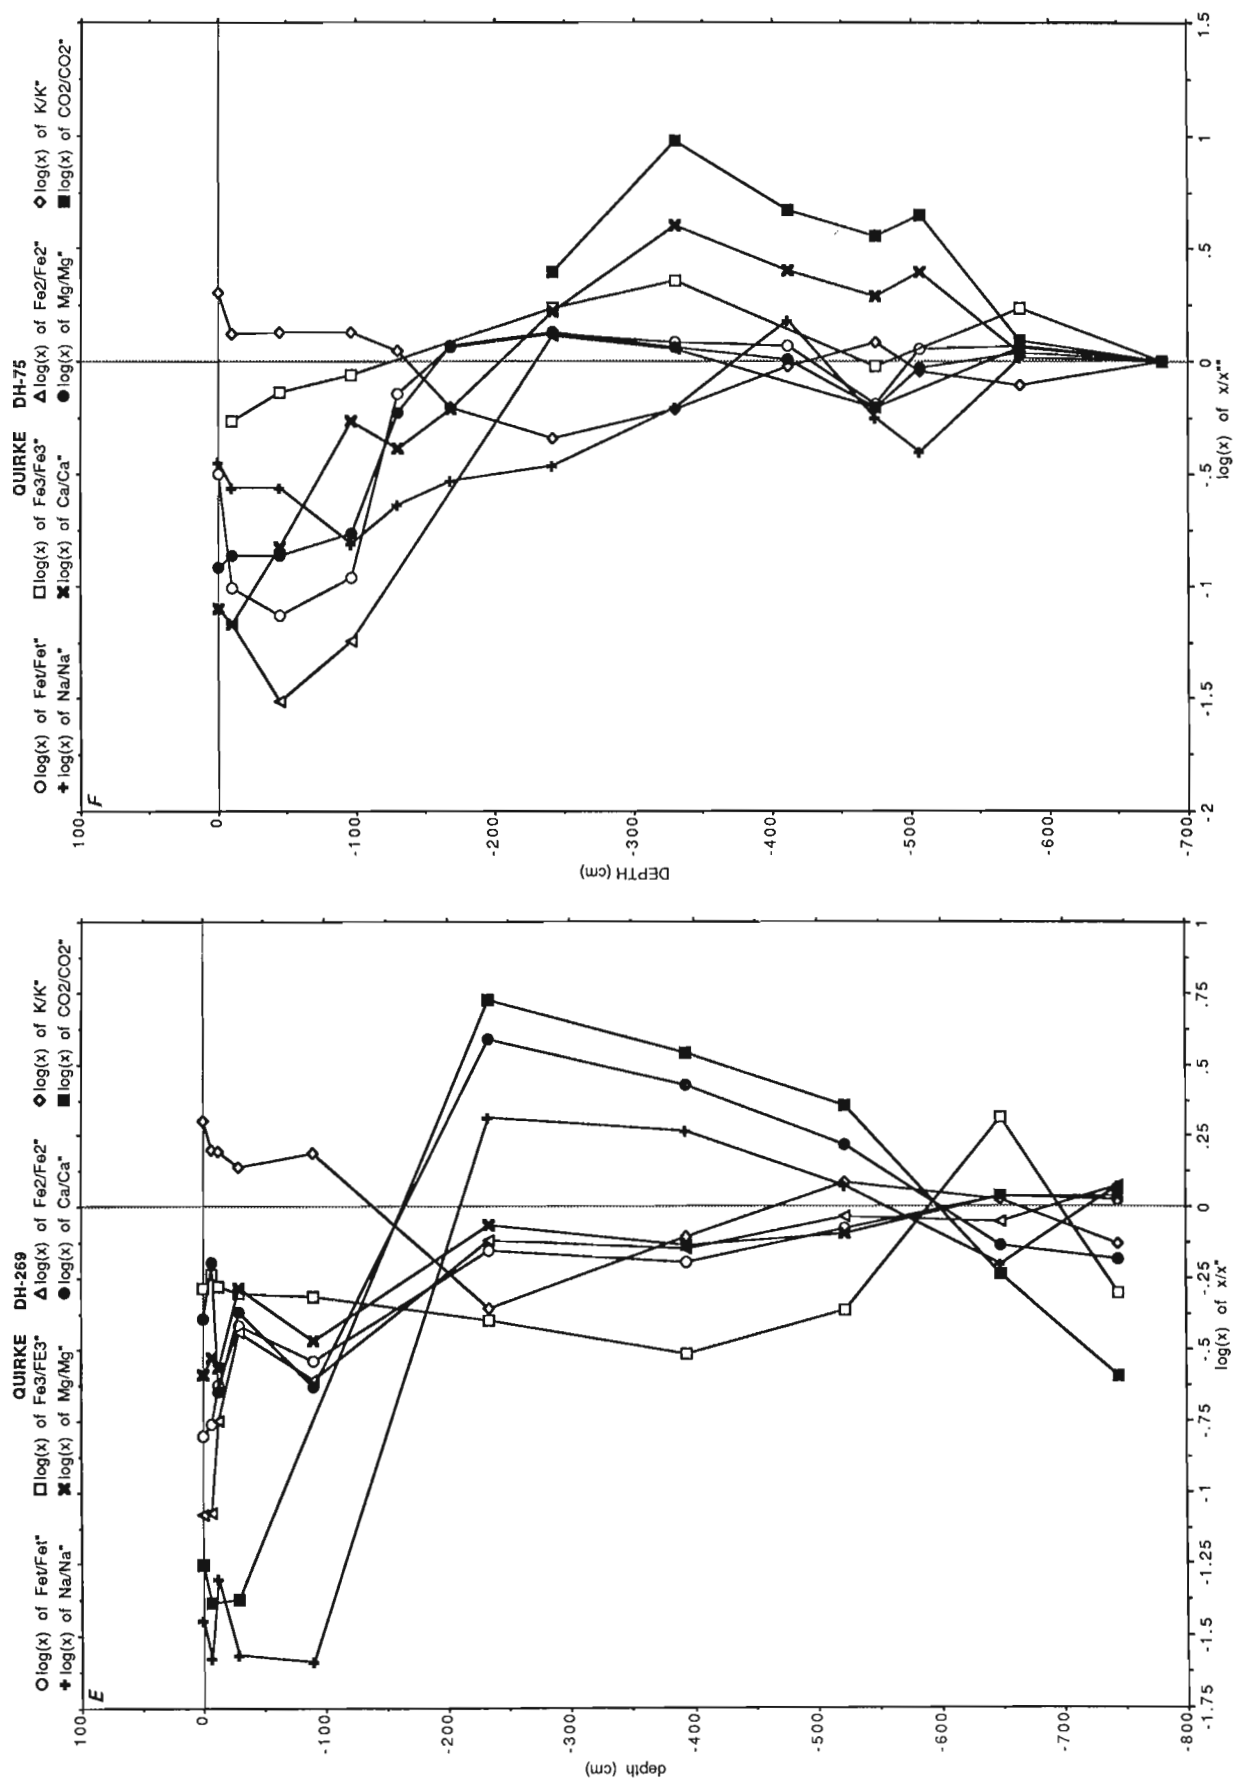 QUIRKE DH-269
○log(x) of Fet/Fet" □log(x) of Fe3/FE3" △log(x) of Fe2/Fe2" ◇log(x) of K/K"
+log(x) of Na/Na" ✖log(x) of Mg/Mg" ●log(x) of Ca/Ca" ■log(x) of CO2/CO2"
E
100
0
-100
-200
-300
-400
-500
-600
-700
-800
depth (cm)
-1.75 -1.5 -1.25 -1 -.75 -.5 -.25 0 .25 .5 .75 1
log(x) of x/x"
QUIRKE DH-75
○log(x) of Fet/Fet" □log(x) of Fe3/Fe3" △log(x) of Fe2/Fe2" ◇log(x) of K/K"
+log(x) of Na/Na" ✖log(x) of Ca/Ca" ●log(x) of Mg/Mg" ■log(x) of CO2/CO2"
F
100
0
-100
-200
-300
-400
-500
-600
-700
DEPTH (cm)
-2 -1.5 -1 -.5 0 .5 1 1.5
log(x) of x/x""